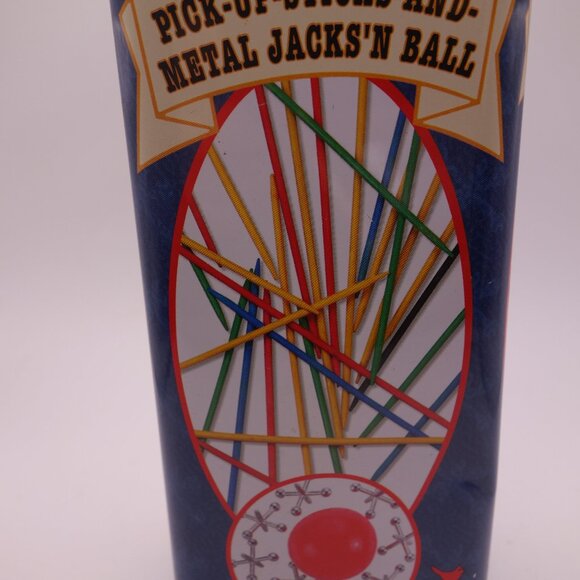 PICK-UP-STICKS AND-
METAL JACKS'N BALL